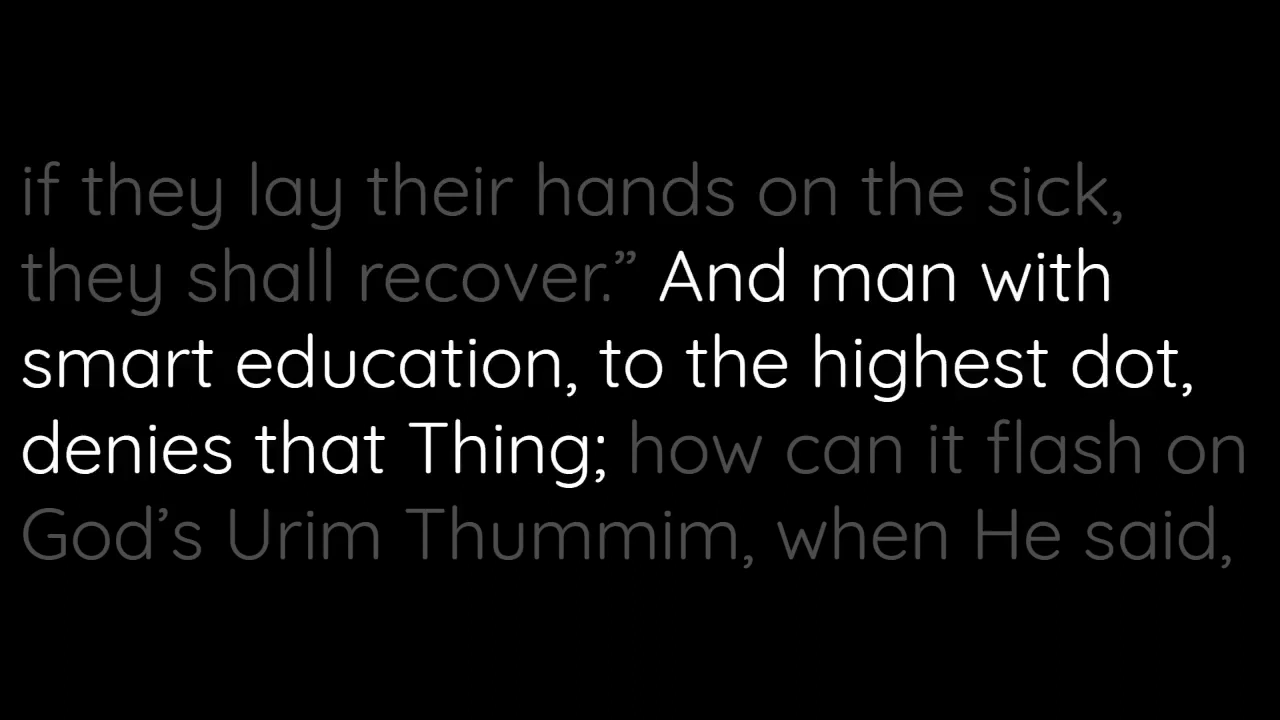 if they lay their hands on the sick,
they shall recover.” And man with
smart education, to the highest dot,
denies that Thing; how can it flash on
God’s Urim Thummim, when He said,